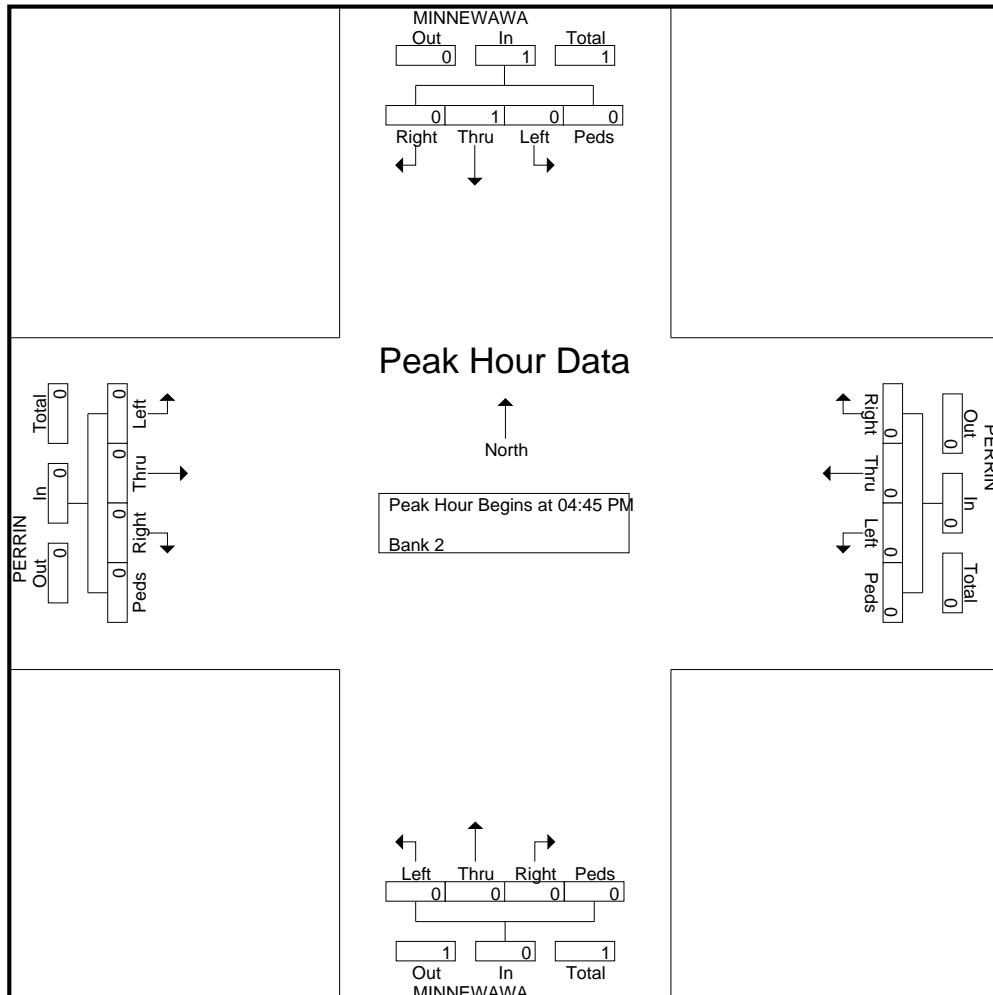 MINNEWAWA
Out In Total
0 1 1
0 1 0 0
Right Thru Left Peds
Peak Hour Data
North
Peak Hour Begins at 04:45 PM
Bank 2
PERRIN
Total In Out
0 0 0
0 0 0 0
Left Thru Right Peds
PERRIN
Out In Total
0 0 0
0 0 0 0
Right Thru Left Peds
Left Thru Right Peds
0 0 0 0
1 0 1
Out In Total
MINNEWAWA